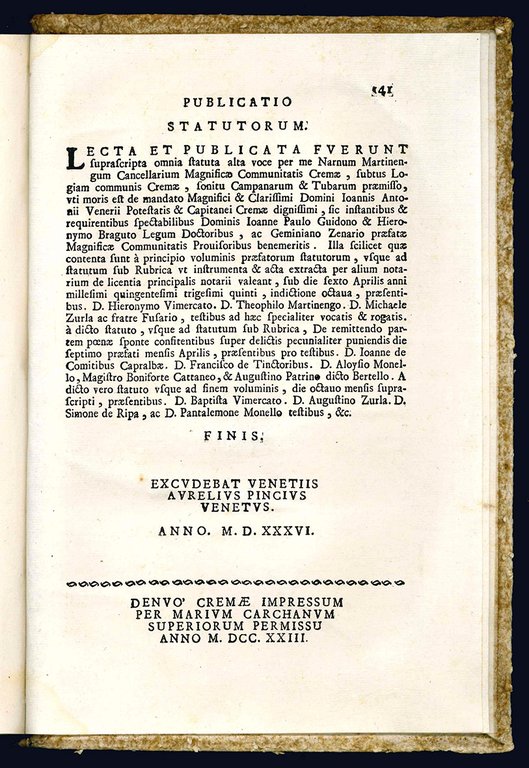 341
PUBLICATIO
STATUTORUM.
LECTA ET PUBLICATA FVERUNT
ſupraſcripta omnia ſtatuta alta voce per me Narnum Martinen-
gum Cancellarium Magnificæ Communitatis Cremæ , ſubtus Lo-
giam communis Cremæ , ſonitu Campanarum & Tubarum præmiſſo,
vti moris eſt de mandato Magnifici & Clariſſimi Domini Ioannis Anto-
nii Venerii Poteſtatis & Capitanei Cremæ digniſſimi , ſic inſtantibus &
requirentibus ſpectabilibus Dominis Ioanne Paulo Guidono & Hiero-
nymo Braguto Legum Doctoribus , ac Geminiano Zenario præfatæ
Magnificæ Communitatis Prouiſoribus benemeritis . Illa ſcilicet quæ
contenta ſunt à principio voluminis præfatorum ſtatutorum , vſque ad
ſtatutum ſub Rubrica vt inſtrumenta & acta extracta per alium nota-
rium de licentia principalis notarii valeant , ſub die ſexto Aprilis anni
milleſimi quingenteſimi trigeſimi quinti , indictione octaua , præſenti-
bus. D. Hieronymo Vimercato. D. Theophilo Martinengo. D. Michaele
Zurla ac fratre Fuſario , teſtibus ad hæc ſpecialiter vocatis & rogatis.
à dicto ſtatuto , vſque ad ſtatutum ſub Rubrica , De remittendo par-
tem pœnæ ſponte confitentibus ſuper delictis pecunialiter puniendis die
ſeptimo præfati menſis Aprilis , præſentibus pro teſtibus. D. Ioanne de
Comitibus Capralbæ. D. Franciſco de Tinctoribus. D. Aloyſio Monel-
lo, Magiſtro Boniforte Cattaneo, & Auguſtino Patrino dicto Bertello. A
dicto vero ſtatuto vſque ad finem voluminis , die octauo menſis supra-
ſcripti , præſentibus. D. Baptiſta Vimercato. D. Auguſtino Zurla. D.
Simone de Ripa , ac D. Pantalemone Monello teſtibus , &c.
FINIS.
EXCVDEBAT VENETIIS
AVRELIVS PINCIVS
VENETVS.
ANNO. M. D. XXXVI.
DENVO' CREMÆ IMPRESSUM
PER MARIVM CARCHANVM
SUPERIORUM PERMISSU
ANNO M. DCC. XXIII.